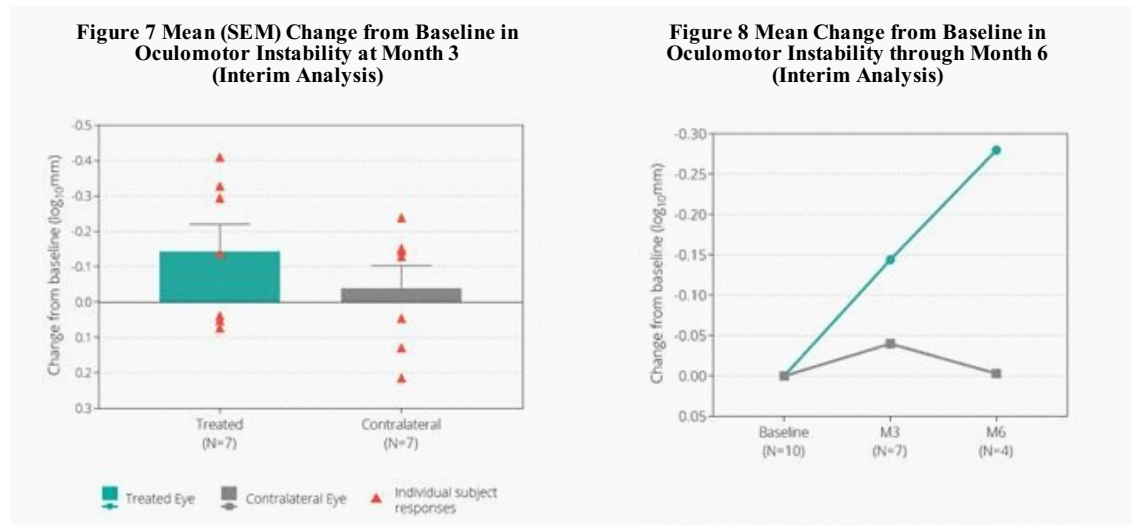 Figure 7 Mean (SEM) Change from Baseline in
Oculomotor Instability at Month 3
(Interim Analysis)
-0.5
-0.4
-0.3
-0.2
-0.1
0.0
0.1
0.2
0.3
Change from baseline (log10mm)
Treated
(N=7)
Contralateral
(N=7)
Treated Eye
Contralateral Eye
Individual subject
responses
Figure 8 Mean Change from Baseline in
Oculomotor Instability through Month 6
(Interim Analysis)
-0.30
-0.25
-0.20
-0.15
-0.10
-0.05
0.00
0.05
Change from baseline (log10mm)
Baseline
(N=10)
M3
(N=7)
M6
(N=4)